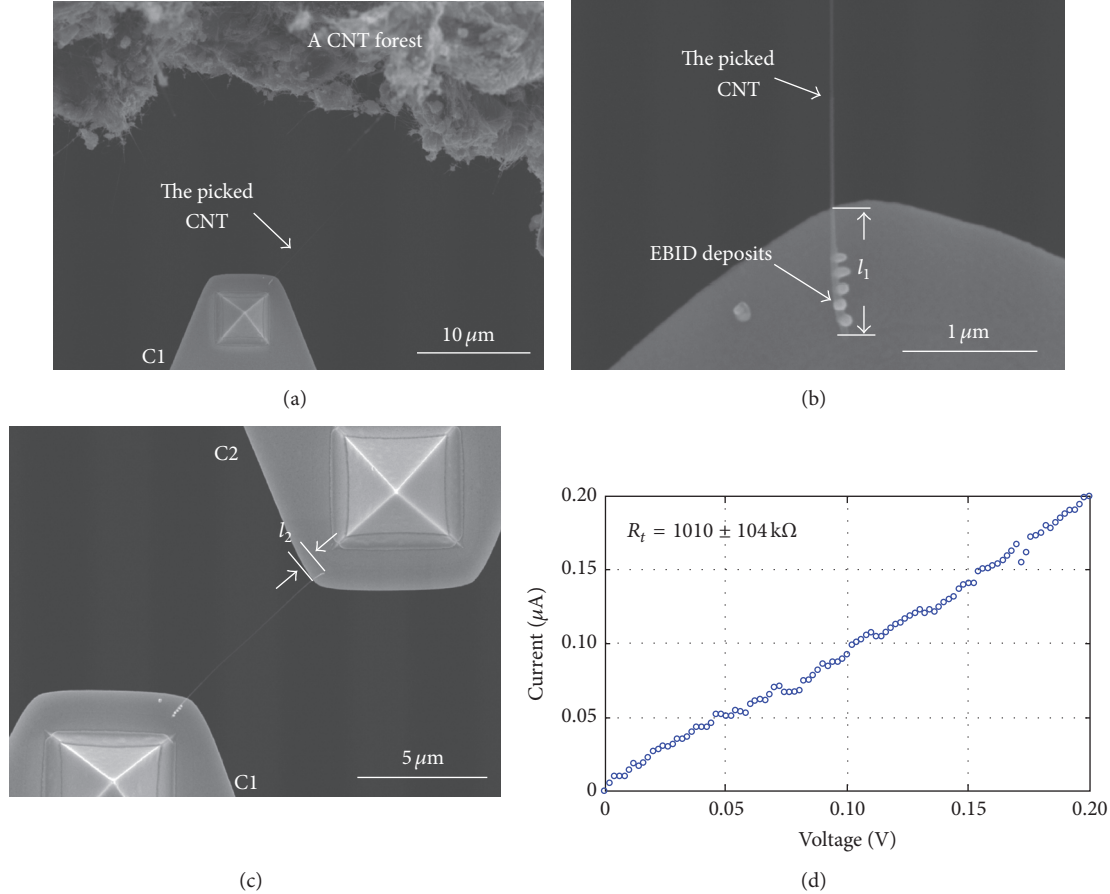 A CNT forest
The picked
CNT
C1
10 μm
(a)
The picked
CNT
EBID deposits
l₁
1 μm
(b)
C2
l₂
C1
5 μm
(c)
0.20
0.15
0.10
0.05
0
Current (μA)
R_t = 1010 ± 104 kΩ
0 0.05 0.10 0.15 0.20
Voltage (V)
(d)